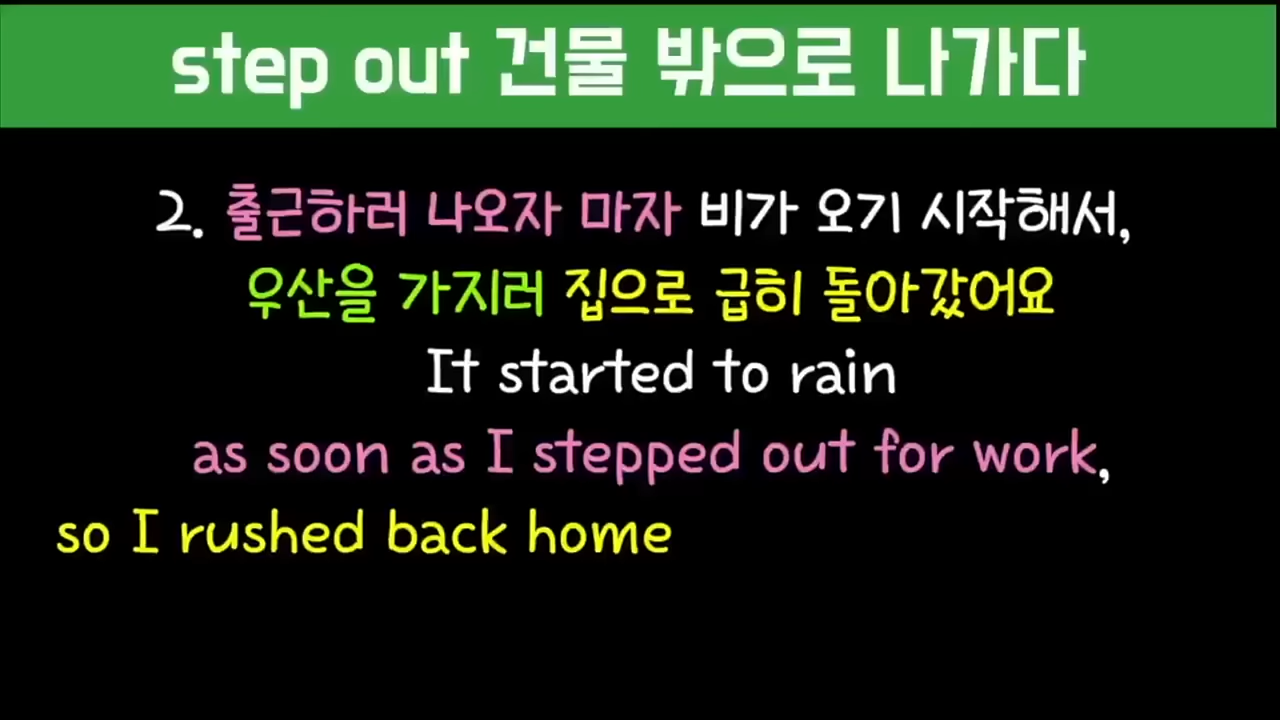 step out 건물 밖으로 나가다
2. 출근하러 나오자 마자 비가 오기 시작해서,
우산을 가지러 집으로 급히 돌아갔어요
It started to rain
as soon as I stepped out for work,
so I rushed back home